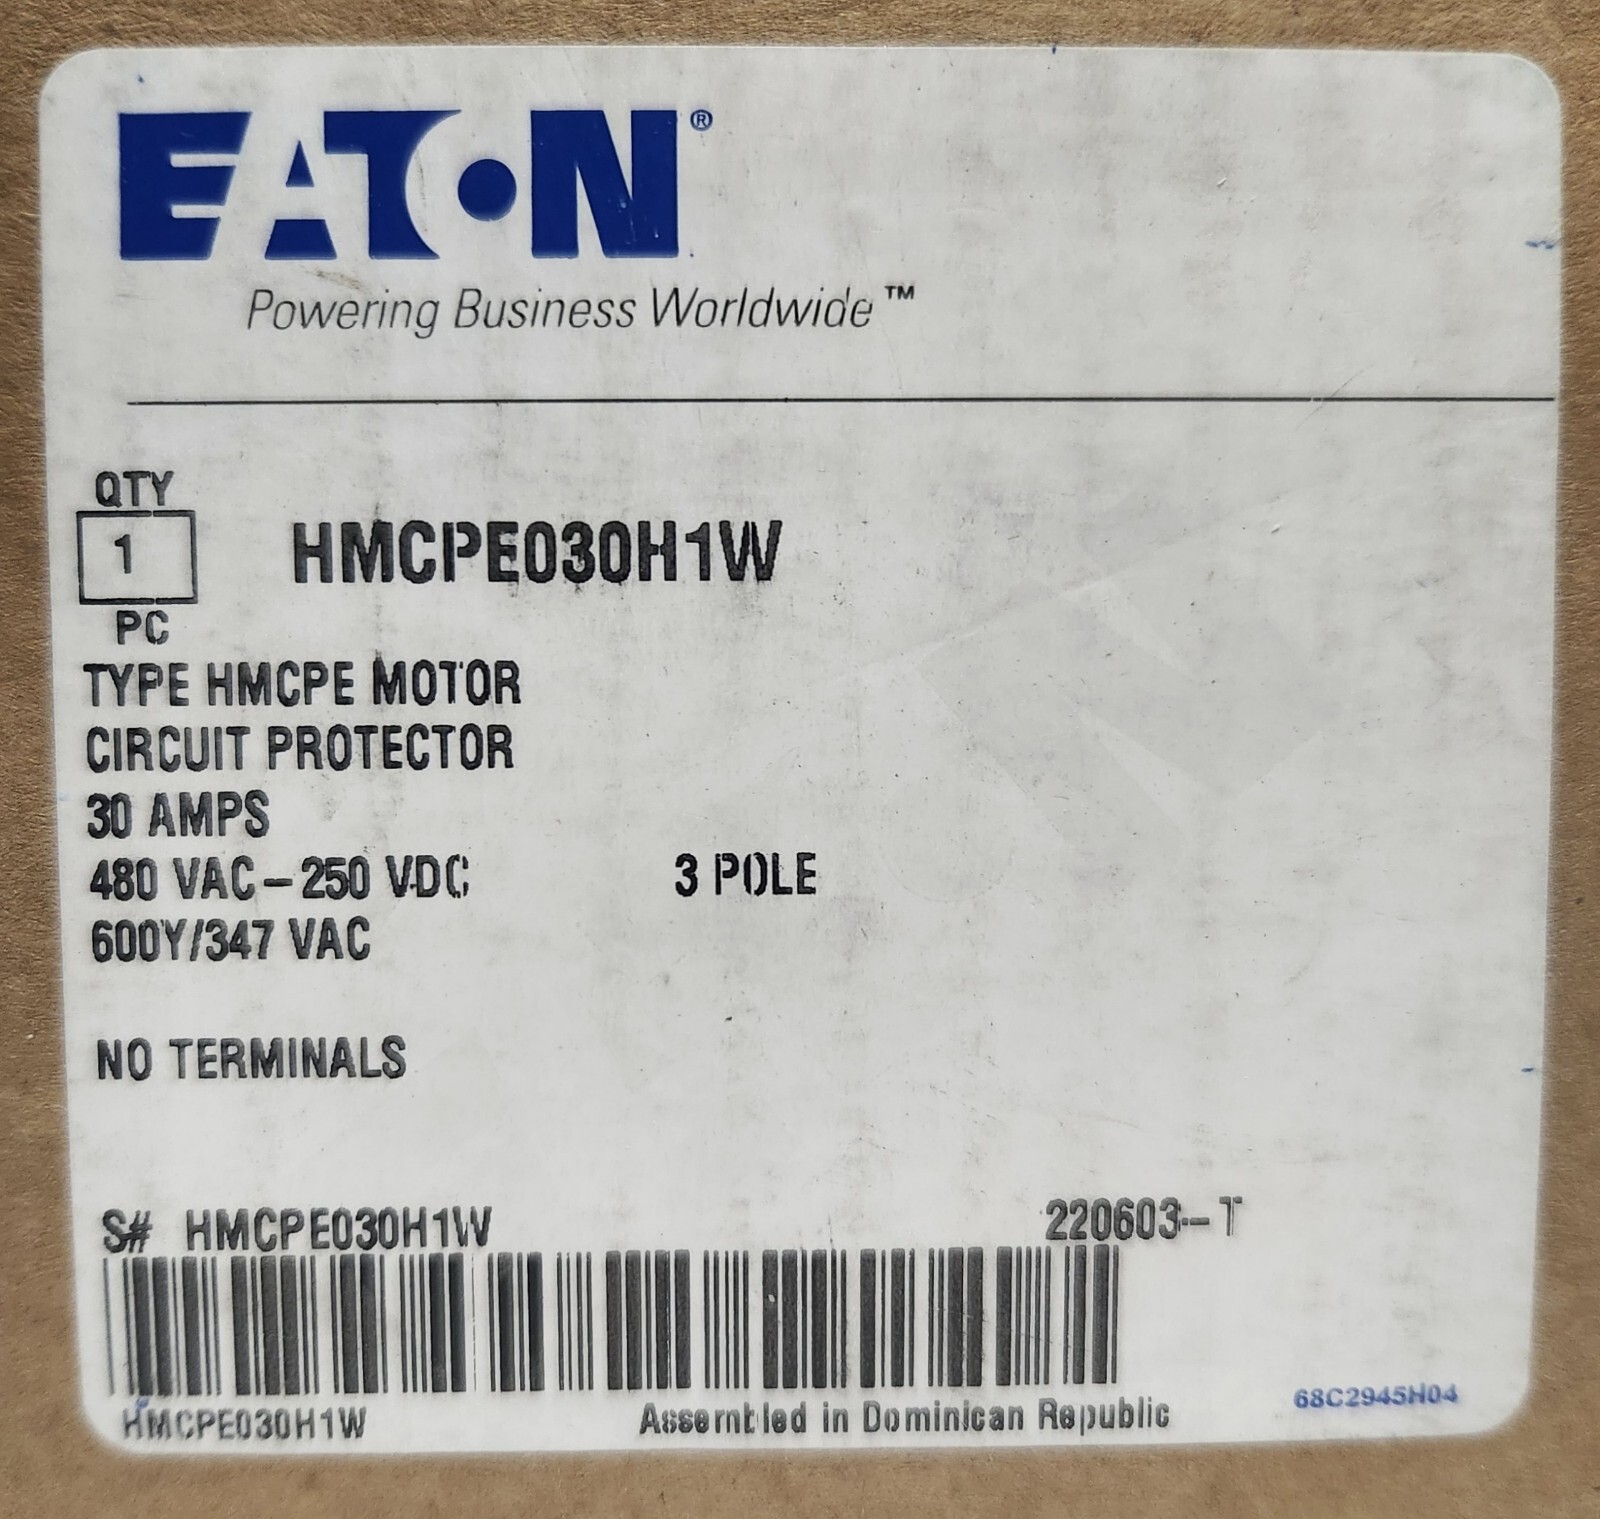 EATON®
Powering Business Worldwide™
QTY
1 HMCPE030H1W
PC
TYPE HMCPE MOTOR
CIRCUIT PROTECTOR
30 AMPS
480 VAC-250 VDC 3 POLE
600Y/347 VAC
NO TERMINALS
S# HMCPE030H1W 220603-T
HMCPE030H1W Assembled in Dominican Republic 68C2945H04